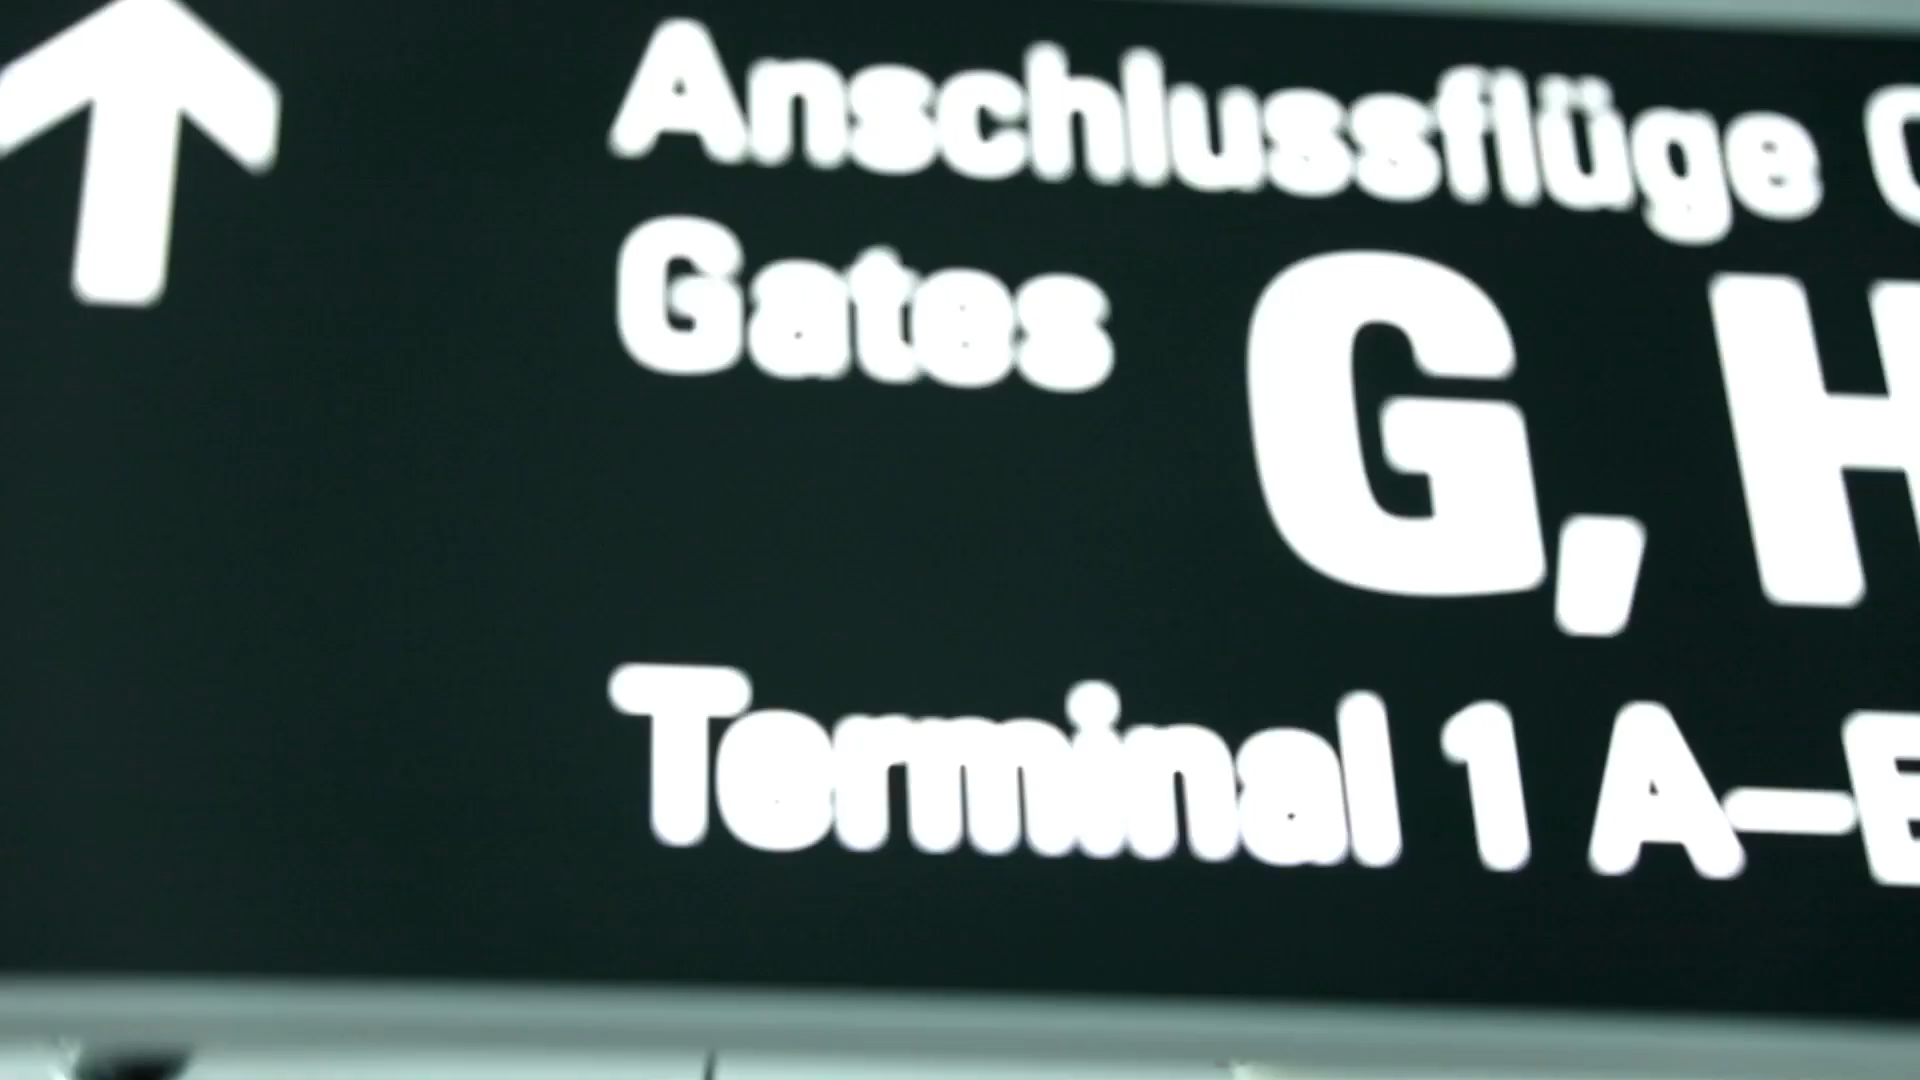 Anschlussflüge
Gates G, H
Terminal 1 A–